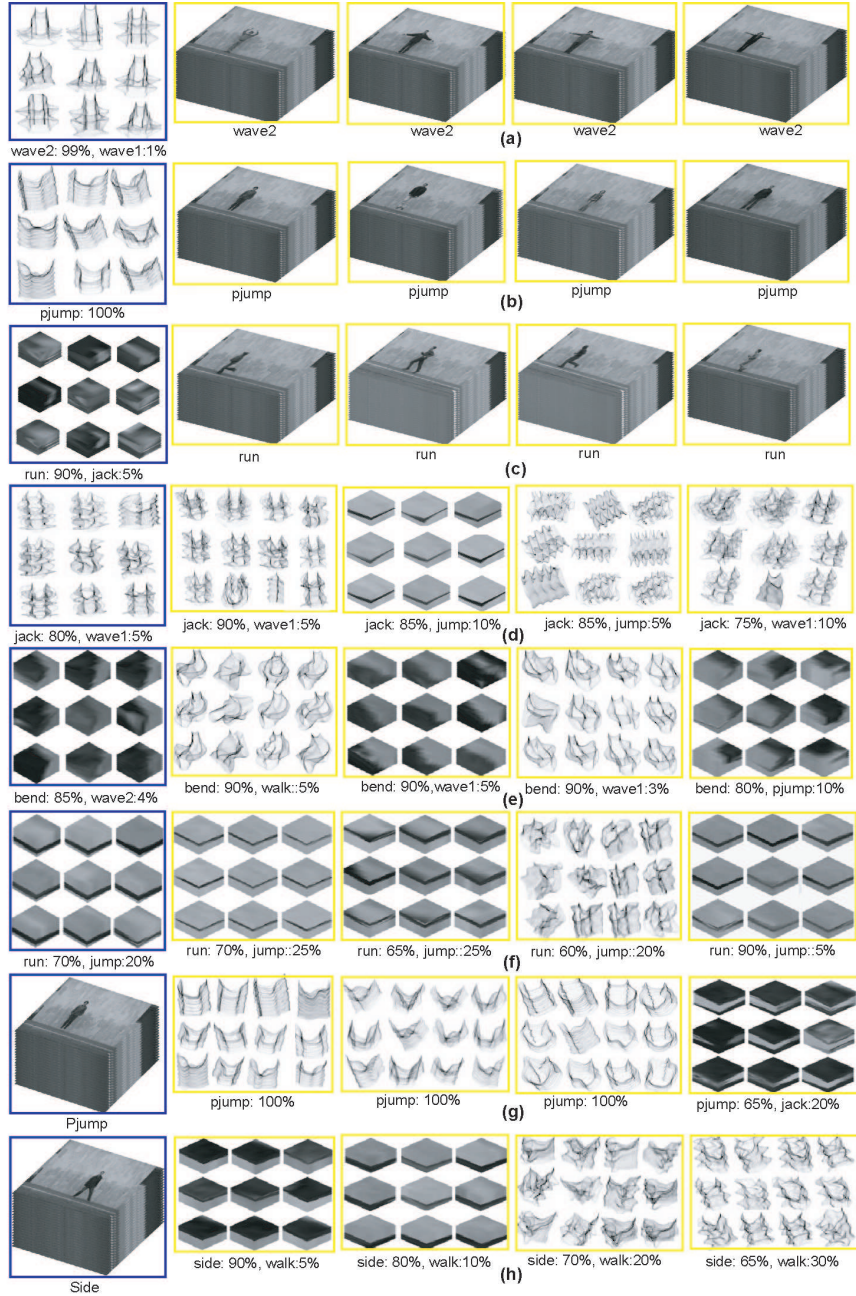 wave2: 99%, wave1:1%
wave2
wave2
wave2
wave2
(a)
pjump: 100%
pjump
pjump
pjump
pjump
(b)
run: 90%, jack:5%
run
run
run
run
(c)
jack: 80%, wave1:5%
jack: 90%, wave1:5%
jack: 85%, jump:10%
jack: 85%, jump:5%
jack: 75%, wave1:10%
(d)
bend: 85%, wave2:4%
bend: 90%, walk::5%
bend: 90%,wave1:5%
bend: 90%, wave1:3%
bend: 80%, pjump:10%
(e)
run: 70%, jump:20%
run: 70%, jump::25%
run: 65%, jump::25%
run: 60%, jump::20%
run: 90%, jump::5%
(f)
Pjump
pjump: 100%
pjump: 100%
pjump: 100%
pjump: 65%, jack:20%
(g)
Side
side: 90%, walk:5%
side: 80%, walk:10%
side: 70%, walk:20%
side: 65%, walk:30%
(h)